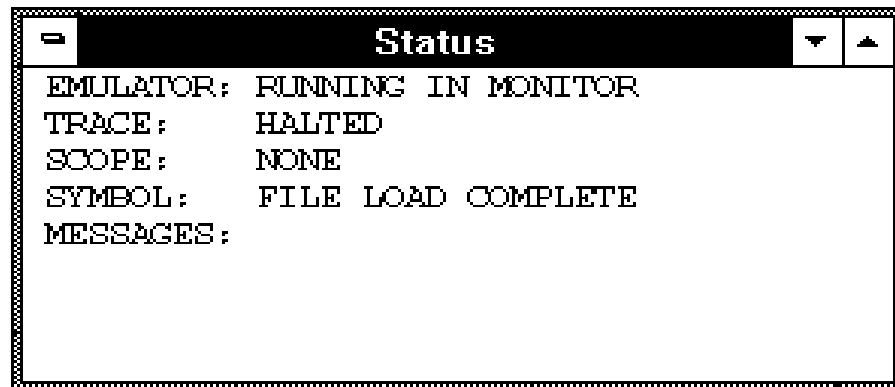 Status
EMULATOR: RUNNING IN MONITOR
TRACE: HALTED
SCOPE: NONE
SYMBOL: FILE LOAD COMPLETE
MESSAGES: